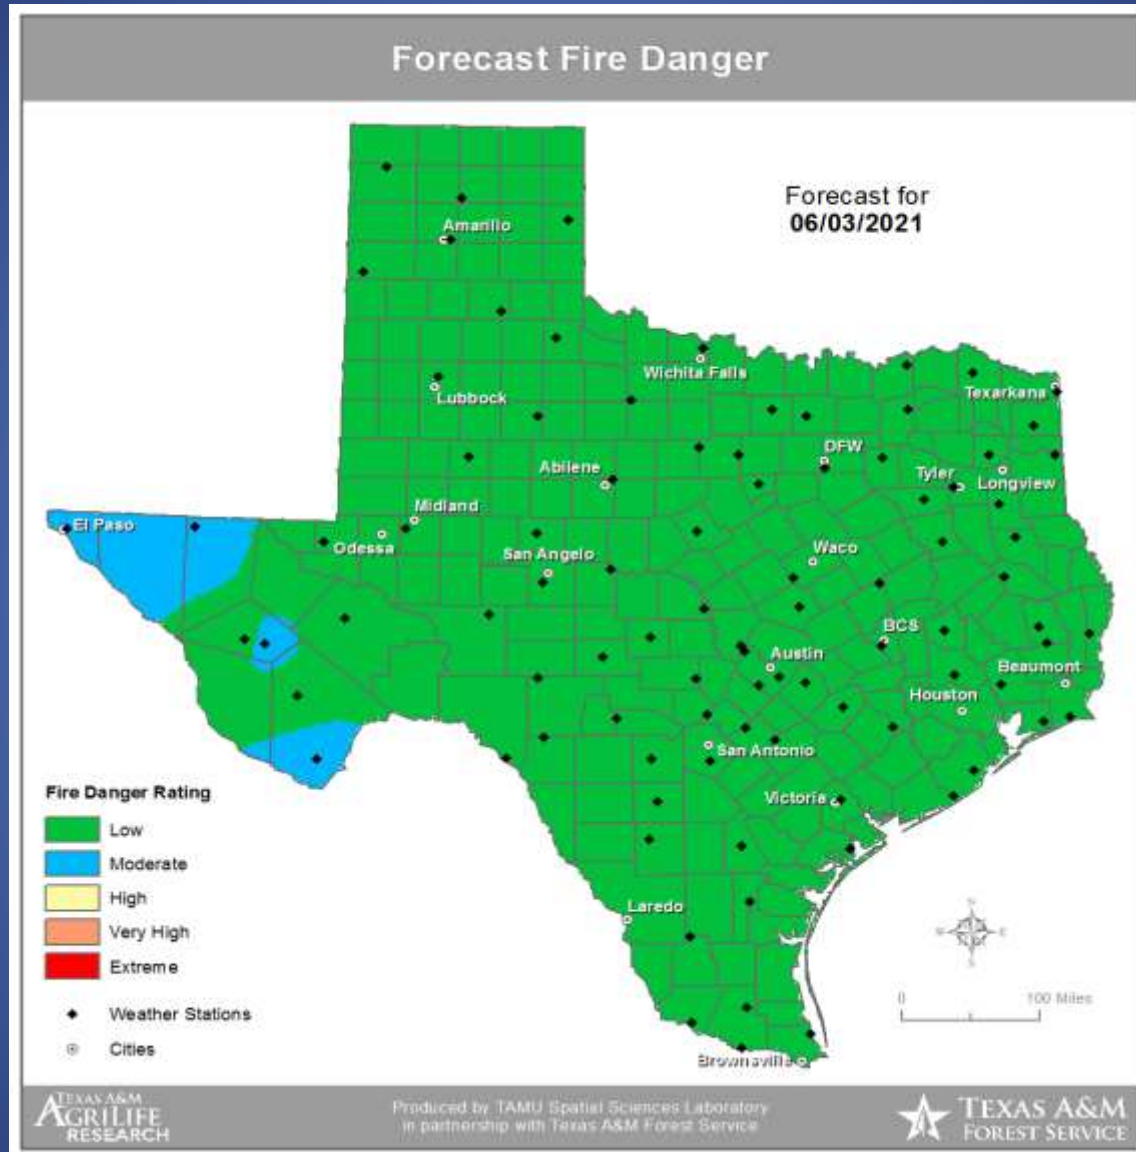 Forecast Fire Danger
Forecast for
06/03/2021
Amarillo
Wichita Falls
Texarkana
Lubbock
DFW
Abilene
Tyler
Longview
El Paso
Midland
Odessa
San Angelo
Waco
BCS
Austin
Beaumont
Houston
San Antonio
Victoria
Laredo
Brownsville
Fire Danger Rating
Low
Moderate
High
Very High
Extreme
Weather Stations
Cities
N
W
E
S
0
100 Miles
TEXAS A&M
AGRILIFE
RESEARCH
Produced by TAMU Spatial Sciences Laboratory
in partnership with Texas A&M Forest Service
TEXAS A&M
FOREST SERVICE